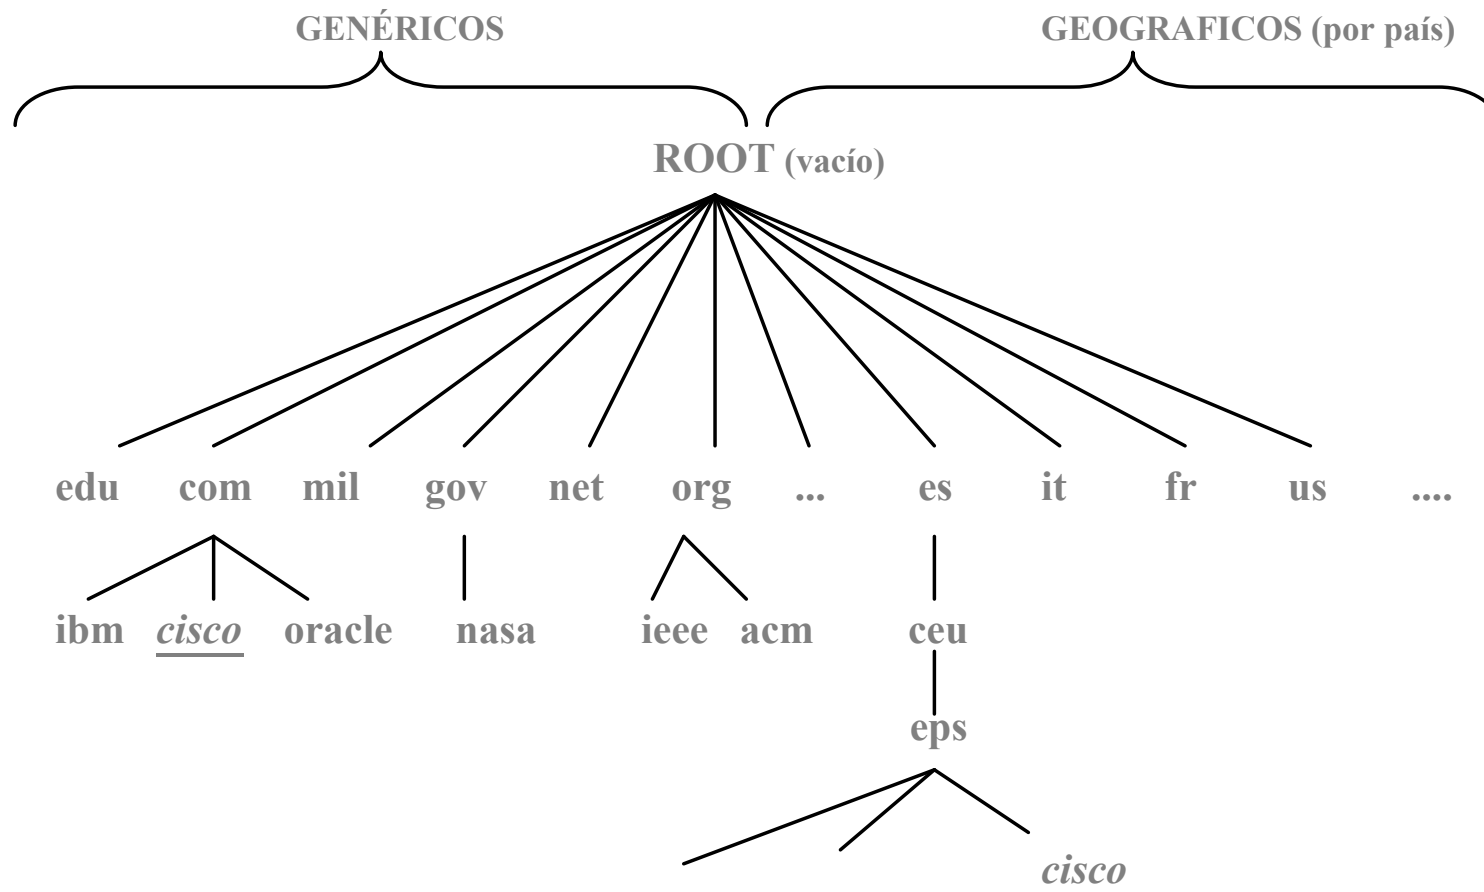 GENÉRICOS GEOGRAFICOS (por país)
ROOT (vacío)
edu com mil gov net org ... es it fr us ....
ibm cisco oracle nasa ieee acm ceu
eps
cisco